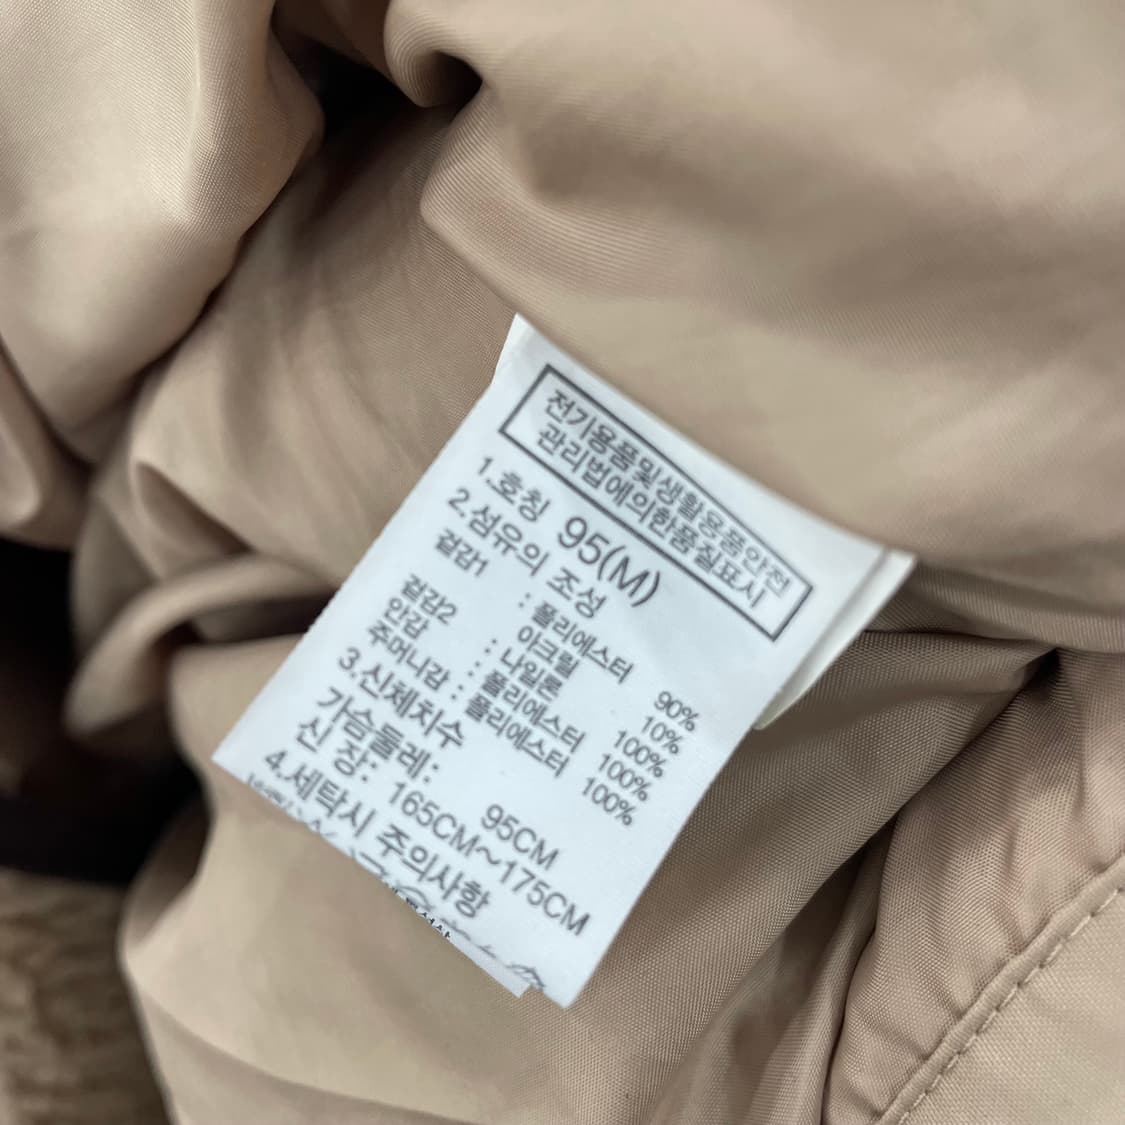 전기용품및생활용품안전
관리법에의한품질표시
1.호칭 95(M)
2.섬유의 조성
겉감1 : 폴리에스터 90%
아크릴 10%
겉감2 : 나일론 100%
안감 : 폴리에스터 100%
주머니감 : 폴리에스터 100%
3.신체치수
가슴둘레: 95CM
신 장: 165CM~175CM
4.세탁시 주의사항